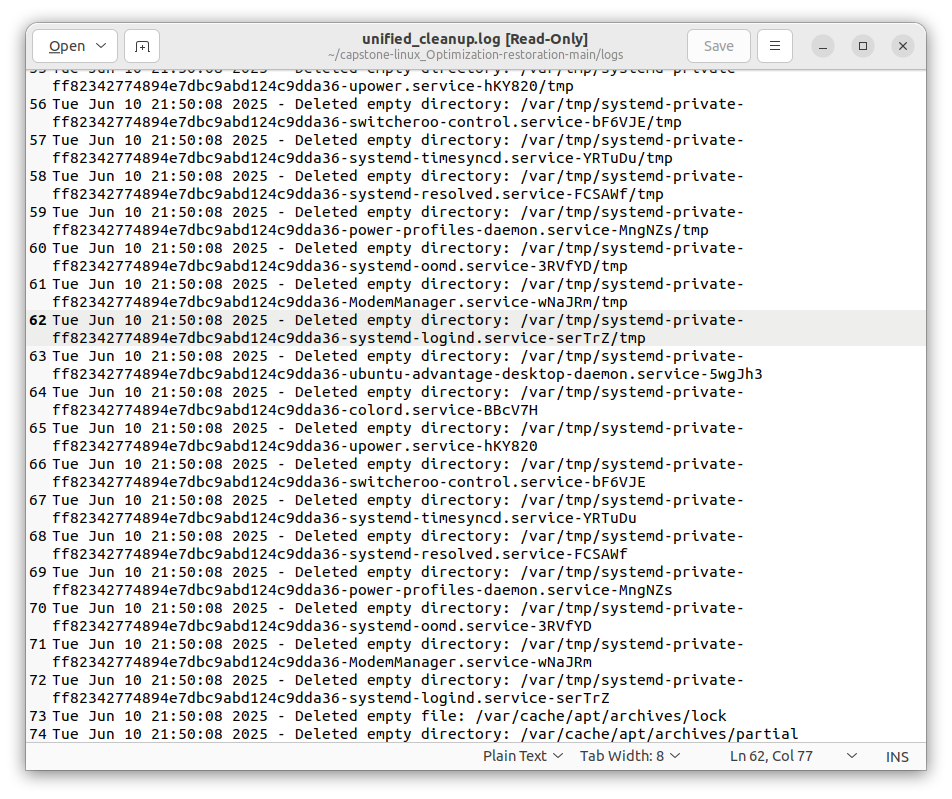 Open
unified_cleanup.log [Read-Only]
~/capstone-linux_Optimization-restoration-main/logs
Save
55 Tue Jun 10 21:50:08 2025 - Deleted empty directory: /var/tmp/systemd-private-
ff82342774894e7dbc9abd124c9dda36-upower.service-hKY820/tmp
56 Tue Jun 10 21:50:08 2025 - Deleted empty directory: /var/tmp/systemd-private-
ff82342774894e7dbc9abd124c9dda36-switcheroo-control.service-bF6VJE/tmp
57 Tue Jun 10 21:50:08 2025 - Deleted empty directory: /var/tmp/systemd-private-
ff82342774894e7dbc9abd124c9dda36-systemd-timesyncd.service-YRTuDu/tmp
58 Tue Jun 10 21:50:08 2025 - Deleted empty directory: /var/tmp/systemd-private-
ff82342774894e7dbc9abd124c9dda36-systemd-resolved.service-FCSAWf/tmp
59 Tue Jun 10 21:50:08 2025 - Deleted empty directory: /var/tmp/systemd-private-
ff82342774894e7dbc9abd124c9dda36-power-profiles-daemon.service-MngNZs/tmp
60 Tue Jun 10 21:50:08 2025 - Deleted empty directory: /var/tmp/systemd-private-
ff82342774894e7dbc9abd124c9dda36-systemd-oomd.service-3RVfYD/tmp
61 Tue Jun 10 21:50:08 2025 - Deleted empty directory: /var/tmp/systemd-private-
ff82342774894e7dbc9abd124c9dda36-ModemManager.service-wNaJRm/tmp
62 Tue Jun 10 21:50:08 2025 - Deleted empty directory: /var/tmp/systemd-private-
ff82342774894e7dbc9abd124c9dda36-systemd-logind.service-serTrZ/tmp
63 Tue Jun 10 21:50:08 2025 - Deleted empty directory: /var/tmp/systemd-private-
ff82342774894e7dbc9abd124c9dda36-ubuntu-advantage-desktop-daemon.service-5wgJh3
64 Tue Jun 10 21:50:08 2025 - Deleted empty directory: /var/tmp/systemd-private-
ff82342774894e7dbc9abd124c9dda36-colord.service-BBcV7H
65 Tue Jun 10 21:50:08 2025 - Deleted empty directory: /var/tmp/systemd-private-
ff82342774894e7dbc9abd124c9dda36-upower.service-hKY820
66 Tue Jun 10 21:50:08 2025 - Deleted empty directory: /var/tmp/systemd-private-
ff82342774894e7dbc9abd124c9dda36-switcheroo-control.service-bF6VJE
67 Tue Jun 10 21:50:08 2025 - Deleted empty directory: /var/tmp/systemd-private-
ff82342774894e7dbc9abd124c9dda36-systemd-timesyncd.service-YRTuDu
68 Tue Jun 10 21:50:08 2025 - Deleted empty directory: /var/tmp/systemd-private-
ff82342774894e7dbc9abd124c9dda36-systemd-resolved.service-FCSAWf
69 Tue Jun 10 21:50:08 2025 - Deleted empty directory: /var/tmp/systemd-private-
ff82342774894e7dbc9abd124c9dda36-power-profiles-daemon.service-MngNZs
70 Tue Jun 10 21:50:08 2025 - Deleted empty directory: /var/tmp/systemd-private-
ff82342774894e7dbc9abd124c9dda36-systemd-oomd.service-3RVfYD
71 Tue Jun 10 21:50:08 2025 - Deleted empty directory: /var/tmp/systemd-private-
ff82342774894e7dbc9abd124c9dda36-ModemManager.service-wNaJRm
72 Tue Jun 10 21:50:08 2025 - Deleted empty directory: /var/tmp/systemd-private-
ff82342774894e7dbc9abd124c9dda36-systemd-logind.service-serTrZ
73 Tue Jun 10 21:50:08 2025 - Deleted empty file: /var/cache/apt/archives/lock
74 Tue Jun 10 21:50:08 2025 - Deleted empty directory: /var/cache/apt/archives/partial
Plain Text
Tab Width: 8
Ln 62, Col 77
INS